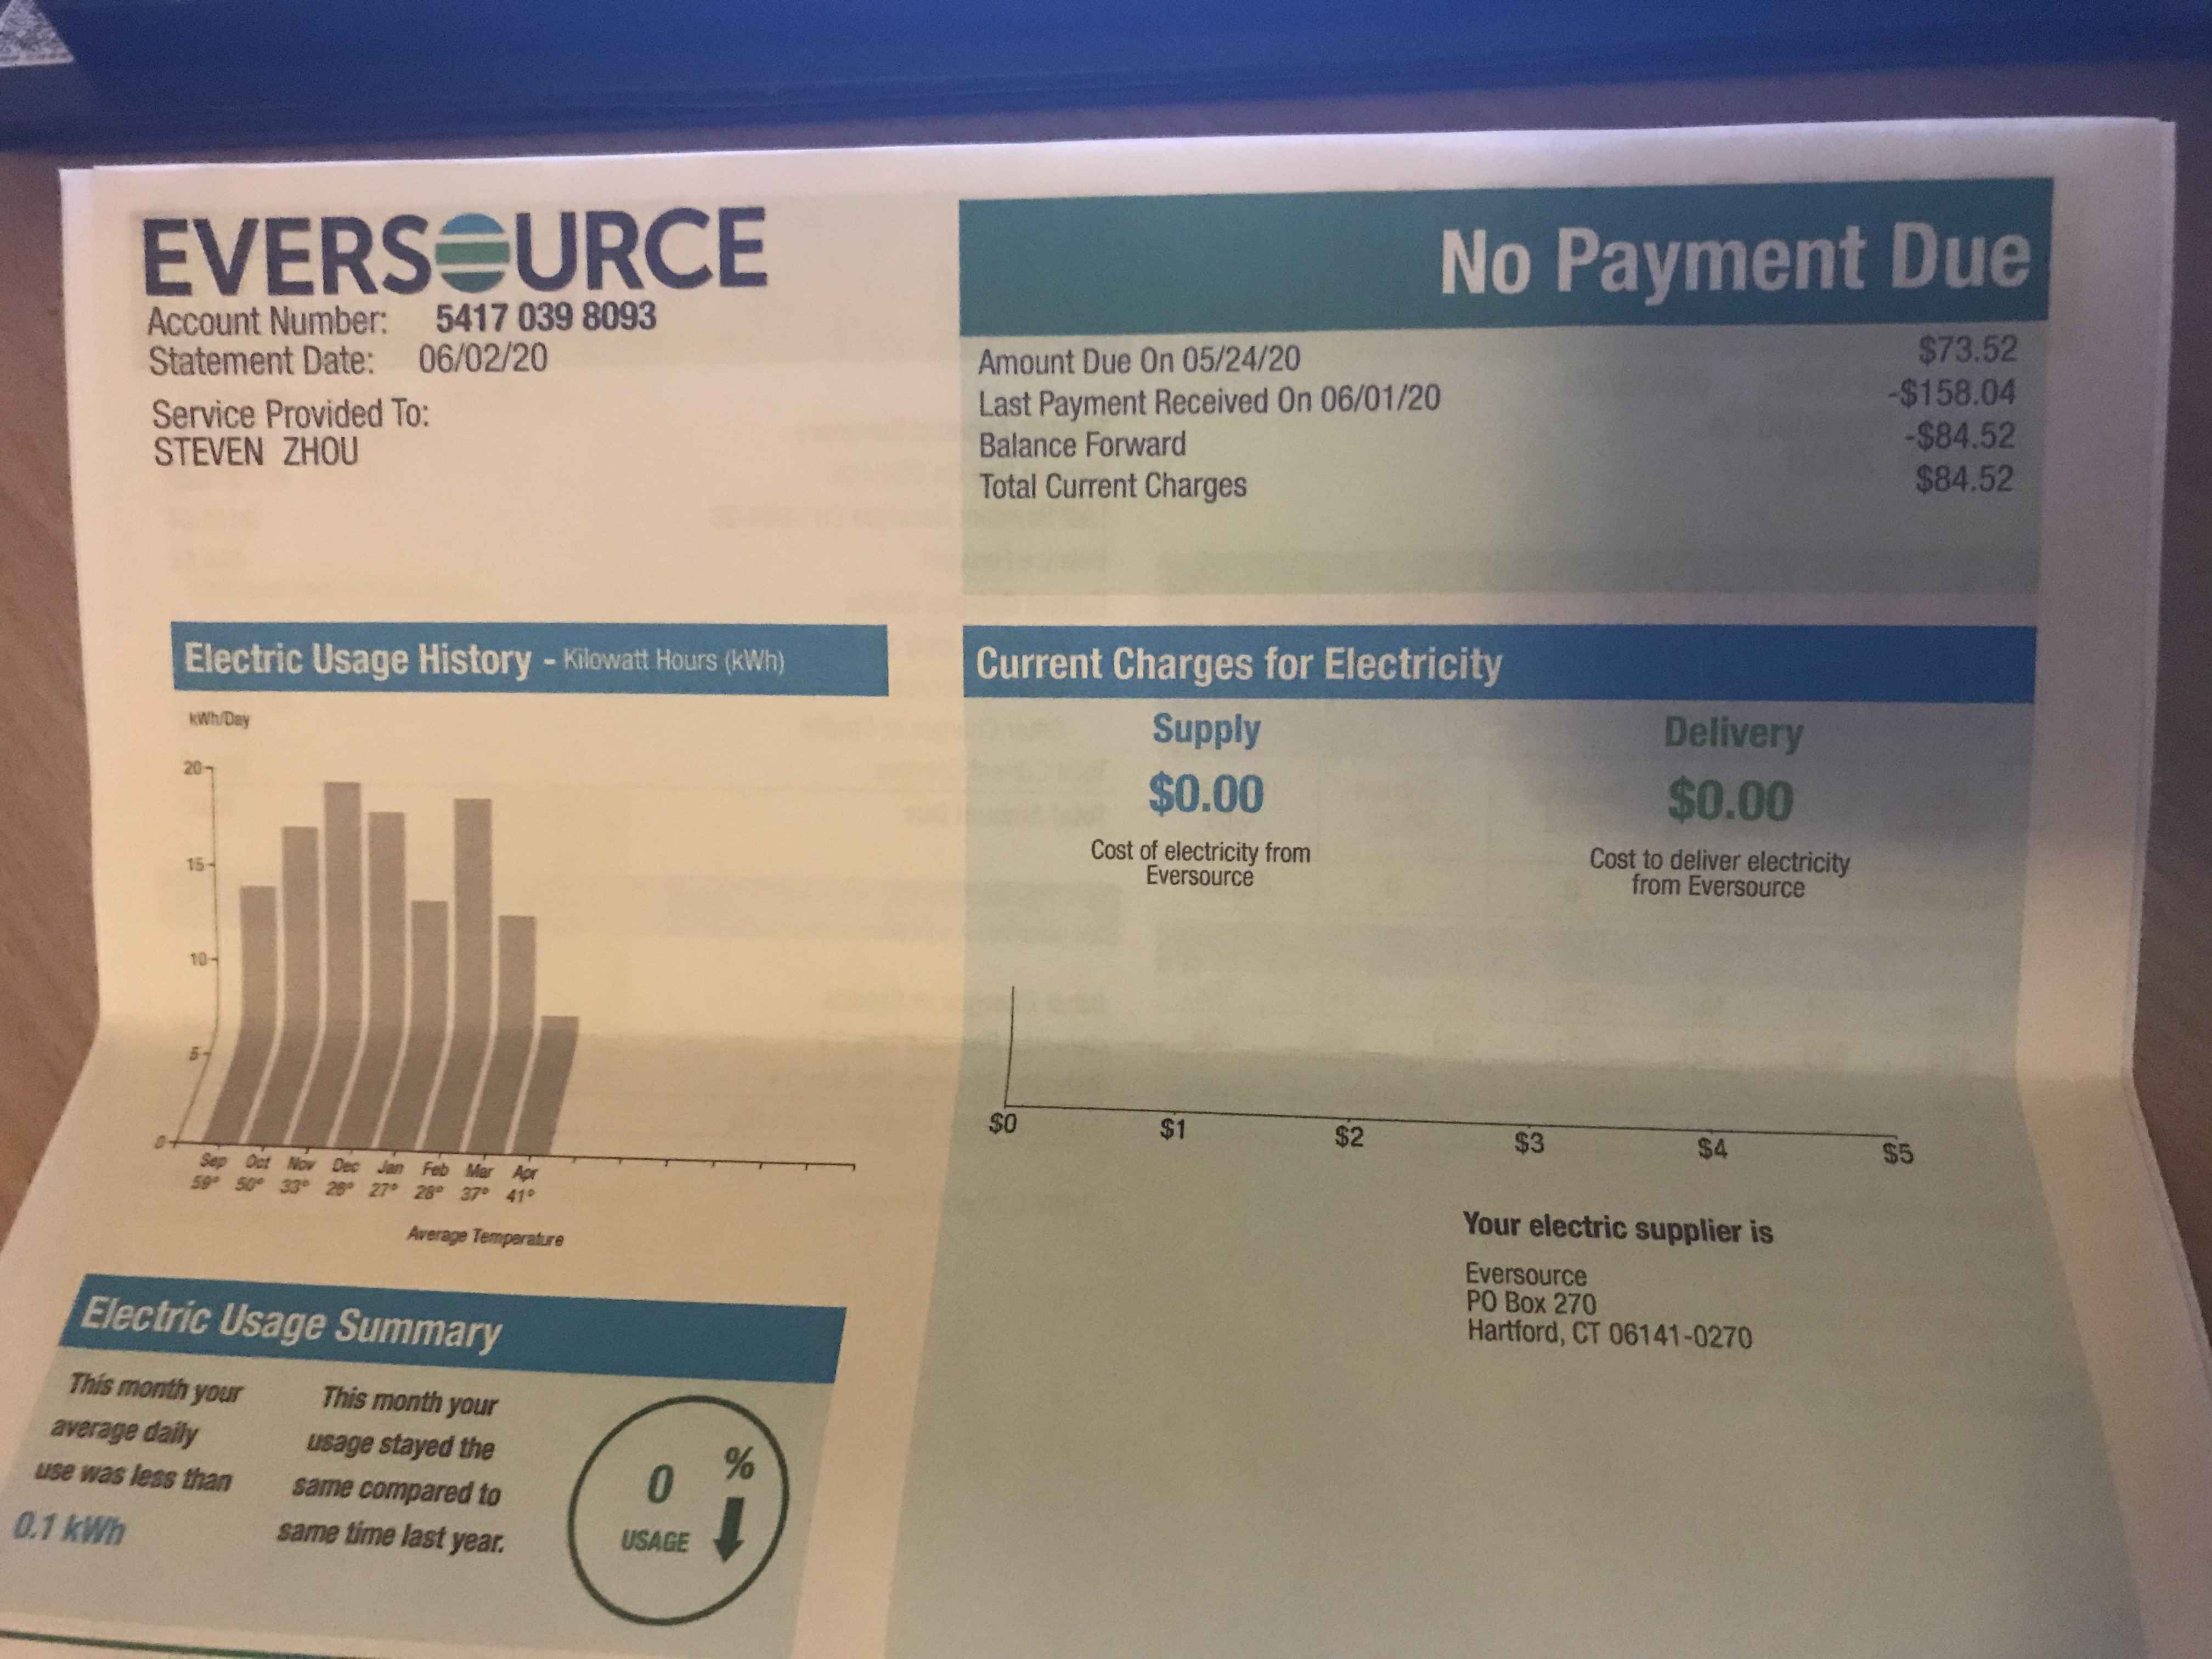 EVERSOURCE
Account Number: 5417 039 8093
Statement Date: 06/02/20
Service Provided To:
STEVEN ZHOU
No Payment Due
Amount Due On 05/24/20 $73.52
Last Payment Received On 06/01/20 -$158.04
Balance Forward -$84.52
Total Current Charges $84.52
Electric Usage History - Kilowatt Hours (kWh)
kWh/Day
20
15
10
5
0
Sep Oct Nov Dec Jan Feb Mar Apr
59° 50° 33° 26° 27° 28° 37° 41°
Average Temperature
Current Charges for Electricity
Supply
$0.00
Cost of electricity from
Eversource
Delivery
$0.00
Cost to deliver electricity
from Eversource
$0 $1 $2 $3 $4 $5
Your electric supplier is
Eversource
PO Box 270
Hartford, CT 06141-0270
Electric Usage Summary
This month your
average daily
use was less than
0.1 kWh
This month your
usage stayed the
same compared to
same time last year.
0 %
USAGE